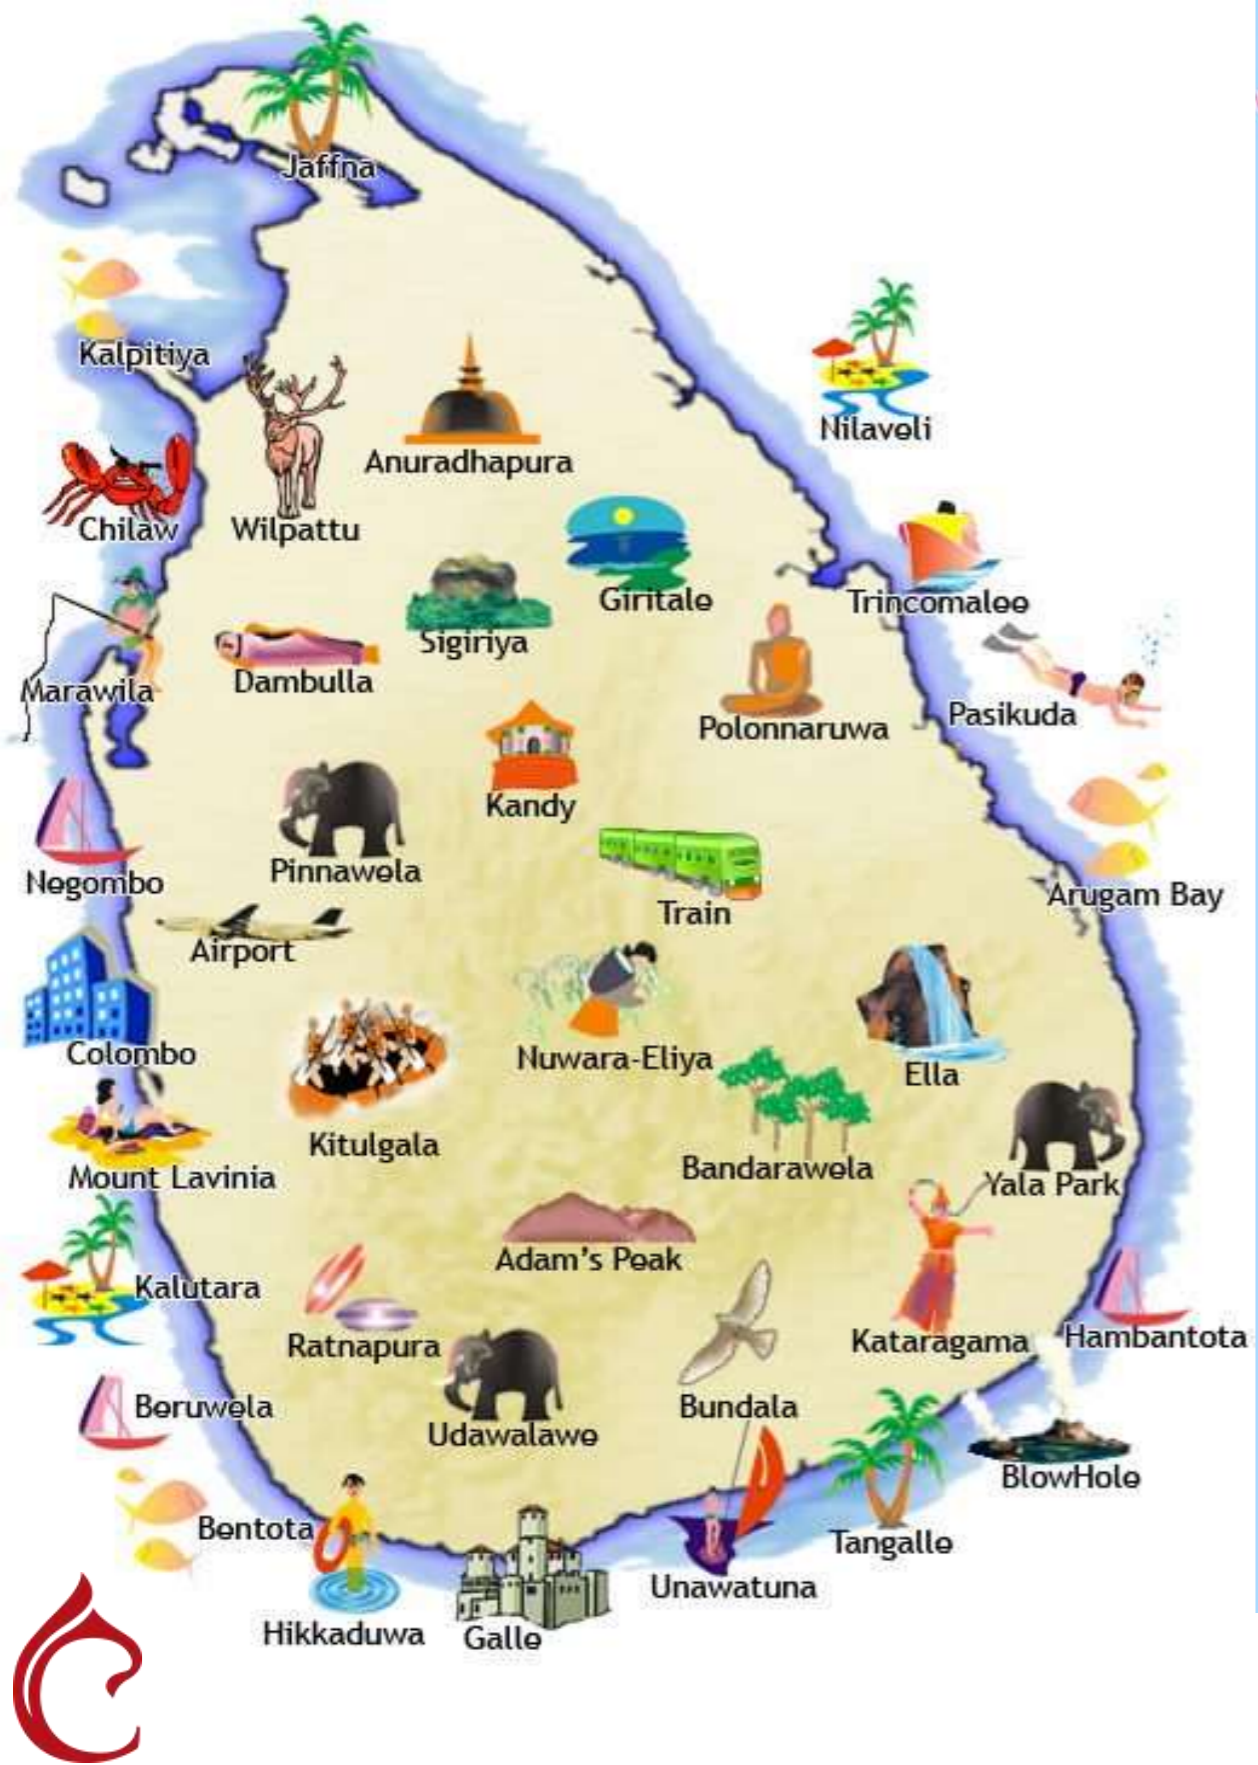 Jaffna
Kalpitiya
Nilaveli
Anuradhapura
Chilaw
Wilpattu
Giritale
Trincomalee
Sigiriya
Dambulla
Marawila
Pasikuda
Polonnaruwa
Kandy
Pinnawela
Negombo
Arugam Bay
Train
Airport
Colombo
Nuwara-Eliya
Ella
Kitulgala
Bandarawela
Mount Lavinia
Yala Park
Adam's Peak
Kalutara
Ratnapura
Kataragama
Hambantota
Beruwela
Bundala
Udawalawe
BlowHole
Bentota
Tangalle
Unawatuna
Hikkaduwa
Galle